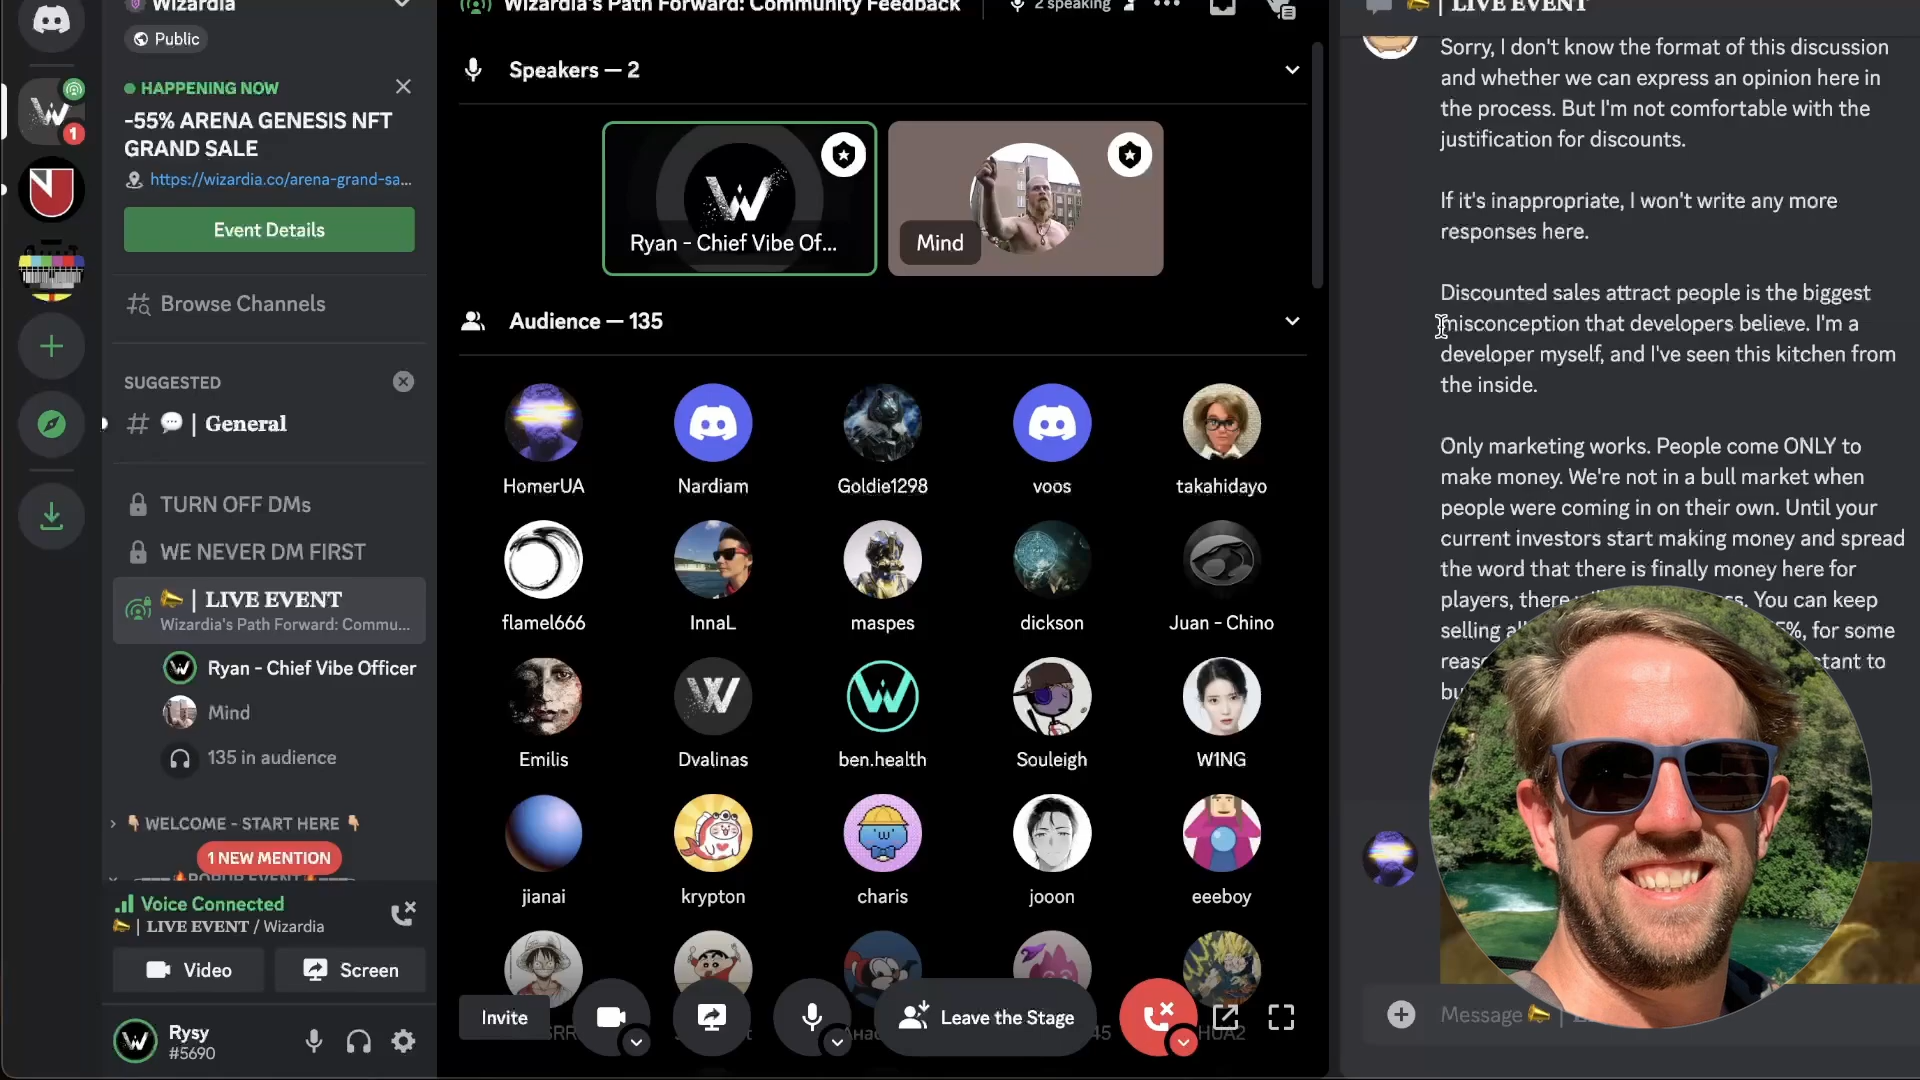 Wizardia
Public
HAPPENING NOW
-55% ARENA GENESIS NFT
GRAND SALE
https://wizardia.co/arena-grand-sa...
Event Details
Browse Channels
SUGGESTED
General
TURN OFF DMs
WE NEVER DM FIRST
LIVE EVENT
Wizardia's Path Forward: Commu...
Ryan - Chief Vibe Officer
Mind
135 in audience
WELCOME - START HERE
1 NEW MENTION
Voice Connected
LIVE EVENT / Wizardia
Video
Screen
Rysy
#5690
W
1
Wizardia's Path Forward: Community Feedback
2 speaking
Speakers — 2
Ryan - Chief Vibe Of...
Mind
Audience — 135
HomerUA
Nardiam
Goldie1298
voos
takahidayo
flamel666
InnaL
maspes
dickson
Juan - Chino
Emilis
Dvalinas
ben.health
Souleigh
W1NG
jianai
krypton
charis
jooon
eeeboy
Invite
Leave the Stage
LIVE EVENT
Sorry, I don't know the format of this discussion
and whether we can express an opinion here in
the process. But I'm not comfortable with the
justification for discounts.
If it's inappropriate, I won't write any more
responses here.
Discounted sales attract people is the biggest
misconception that developers believe. I'm a
developer myself, and I've seen this kitchen from
the inside.
Only marketing works. People come ONLY to
make money. We're not in a bull market when
people were coming in on their own. Until your
current investors start making money and spread
the word that there is finally money here for
players, there You can keep
selling for some
to
Message